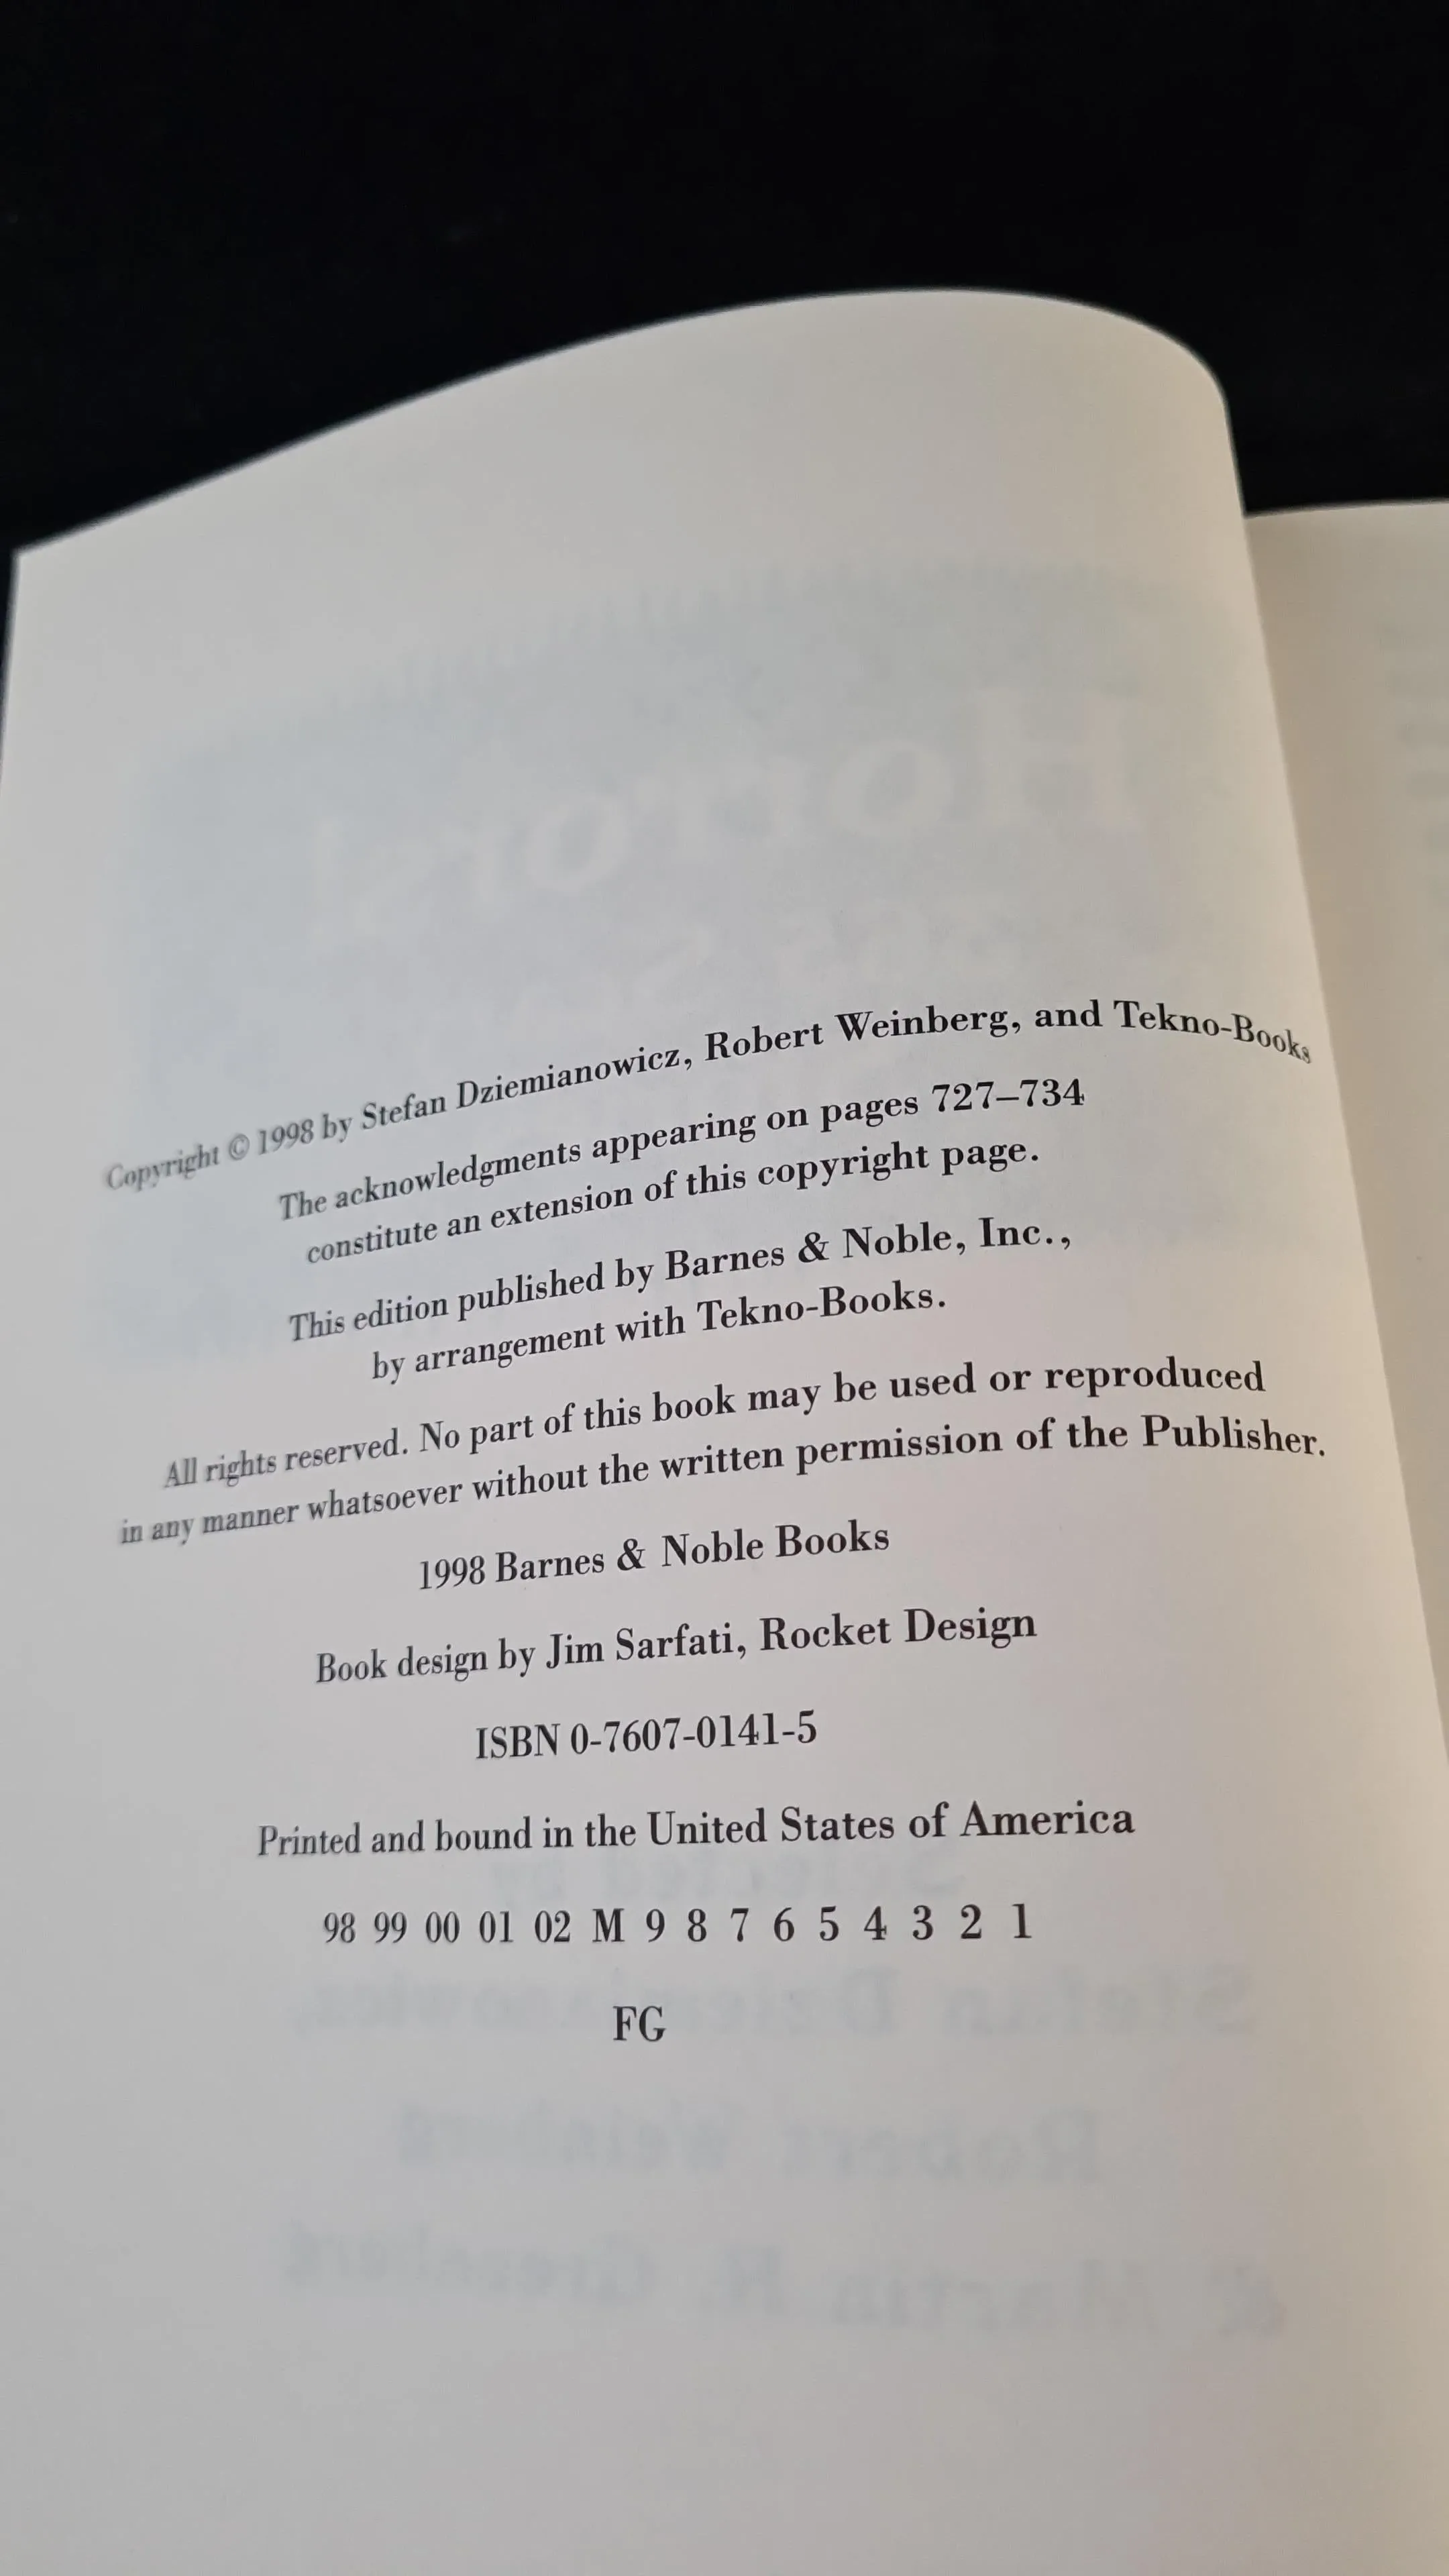 Copyright © 1998 by Stefan Dziemianowicz, Robert Weinberg, and Tekno-Books
The acknowledgments appearing on pages 727–734
constitute an extension of this copyright page.
This edition published by Barnes & Noble, Inc.,
by arrangement with Tekno-Books.
All rights reserved. No part of this book may be used or reproduced
in any manner whatsoever without the written permission of the Publisher.
1998 Barnes & Noble Books
Book design by Jim Sarfati, Rocket Design
ISBN 0-7607-0141-5
Printed and bound in the United States of America
98 99 00 01 02 M 9 8 7 6 5 4 3 2 1
FG